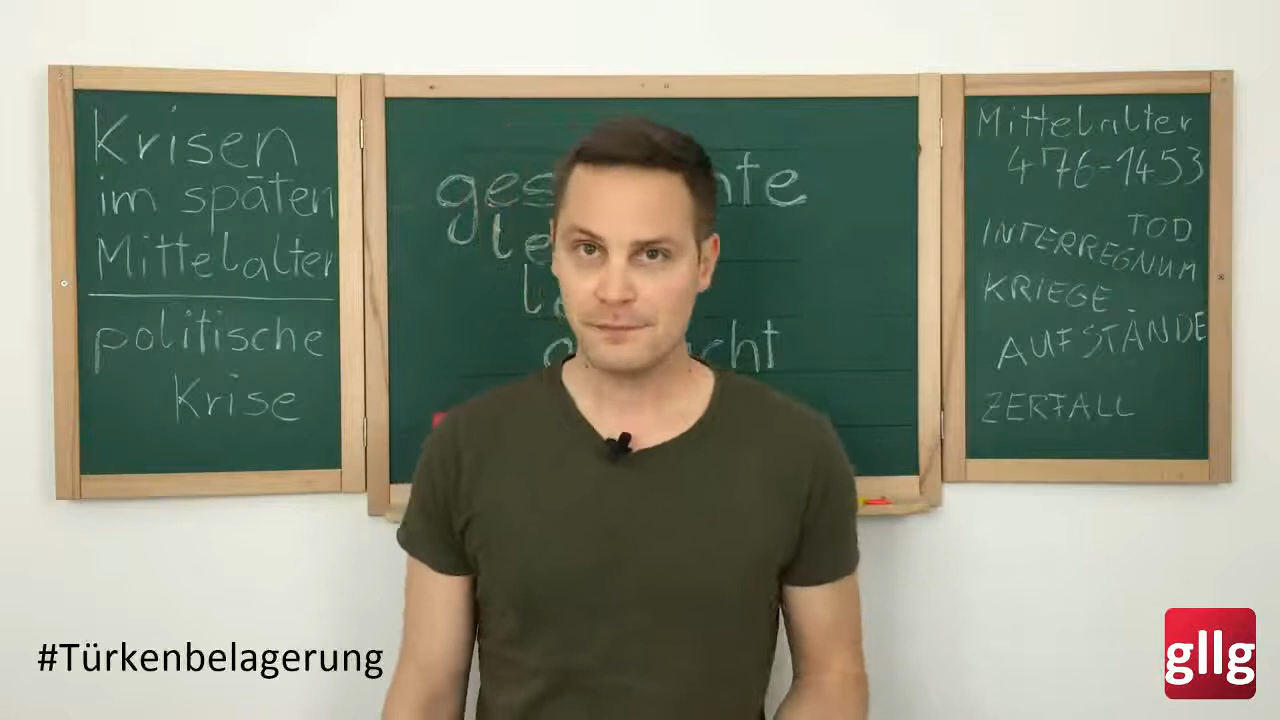 Krisen
im späten
Mittelalter
politische
Krise
Mittelalter
476-1453
TOD
INTERREGNUM
KRIEGE
AUFSTÄNDE
ZERFALL
#Türkenbelagerung
gllg